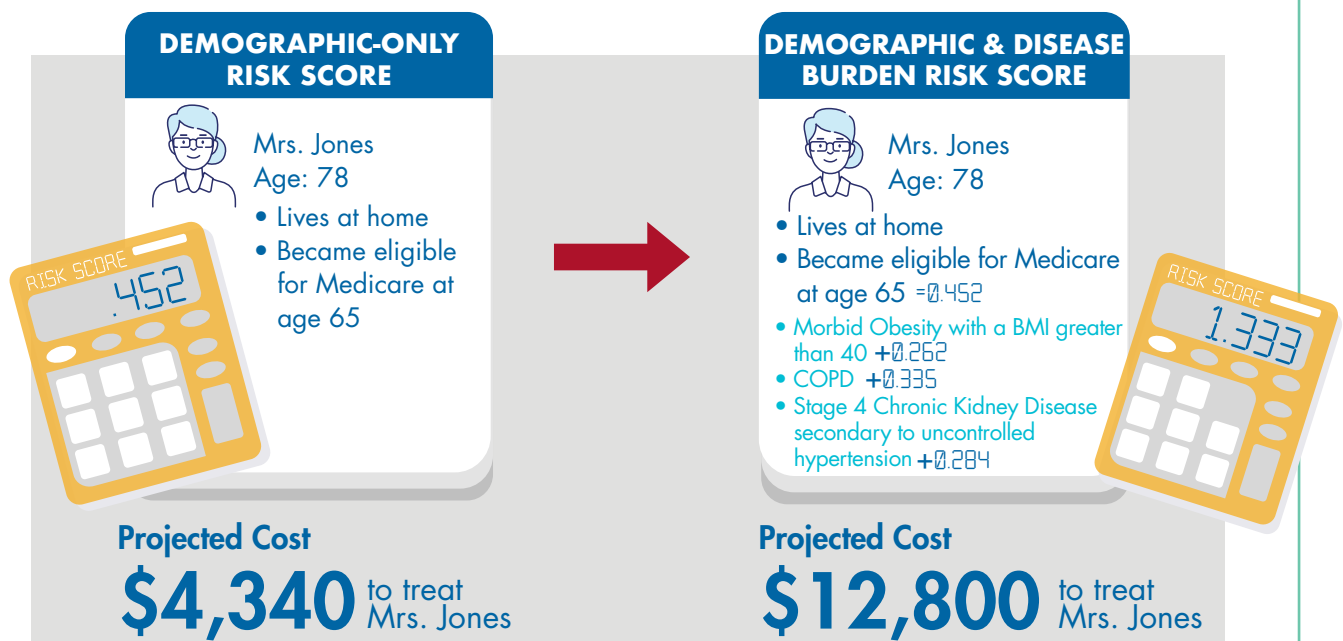 DEMOGRAPHIC-ONLY
RISK SCORE
Mrs. Jones
Age: 78
• Lives at home
• Became eligible
for Medicare at
age 65
RISK SCORE
.452
Projected Cost
$4,340 to treat
Mrs. Jones
DEMOGRAPHIC & DISEASE
BURDEN RISK SCORE
Mrs. Jones
Age: 78
• Lives at home
• Became eligible for Medicare
at age 65 =0.452
• Morbid Obesity with a BMI greater
than 40 +0.262
• COPD +0.335
• Stage 4 Chronic Kidney Disease
secondary to uncontrolled
hypertension +0.284
RISK SCORE
1.333
Projected Cost
$12,800 to treat
Mrs. Jones